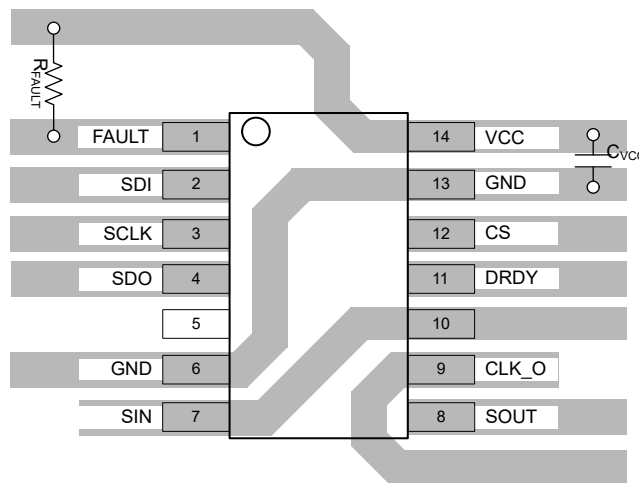 RFAULT
FAULT 1 14 VCC
CVCC
SDI 2 13 GND
SCLK 3 12 CS
SDO 4 11 DRDY
5 10
GND 6 9 CLK_O
SIN 7 8 SOUT